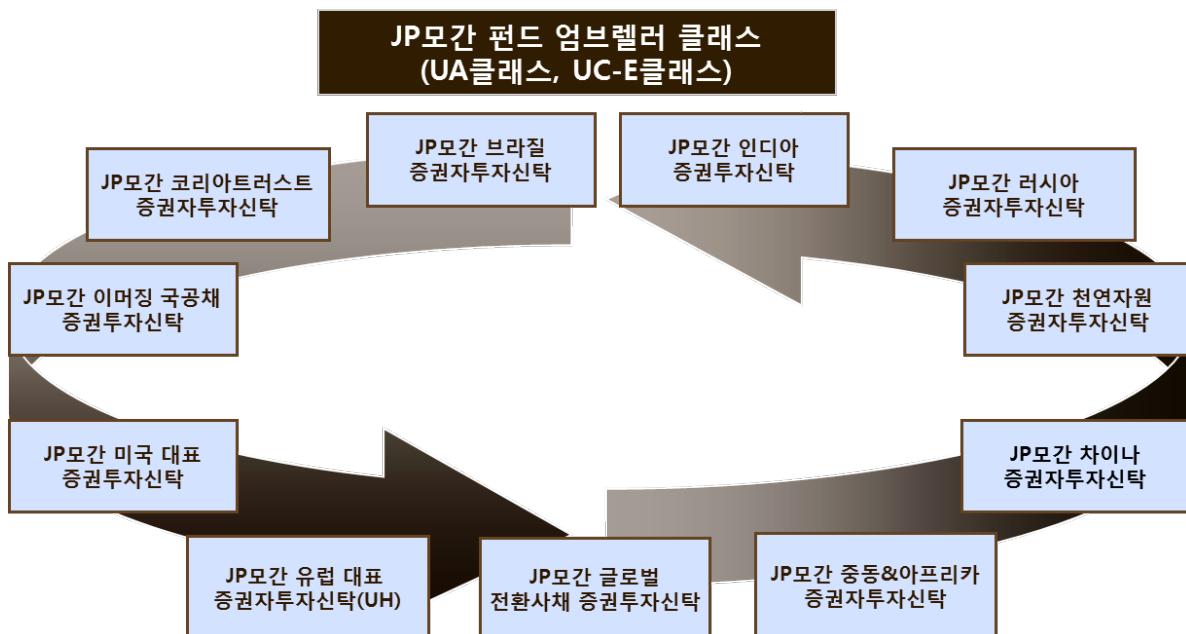 JP모간 펀드 엄브렐러 클래스
(UA클래스, UC-E클래스)
JP모간 브라질
증권자투자신탁
JP모간 인디아
증권자투자신탁
JP모간 코리아트러스트
증권자투자신탁
JP모간 러시아
증권자투자신탁
JP모간 이머징 국공채
증권투자신탁
JP모간 천연자원
증권자투자신탁
JP모간 미국 대표
증권투자신탁
JP모간 차이나
증권자투자신탁
JP모간 유럽 대표
증권자투자신탁(UH)
JP모간 글로벌
전환사채 증권투자신탁
JP모간 중동&아프리카
증권자투자신탁